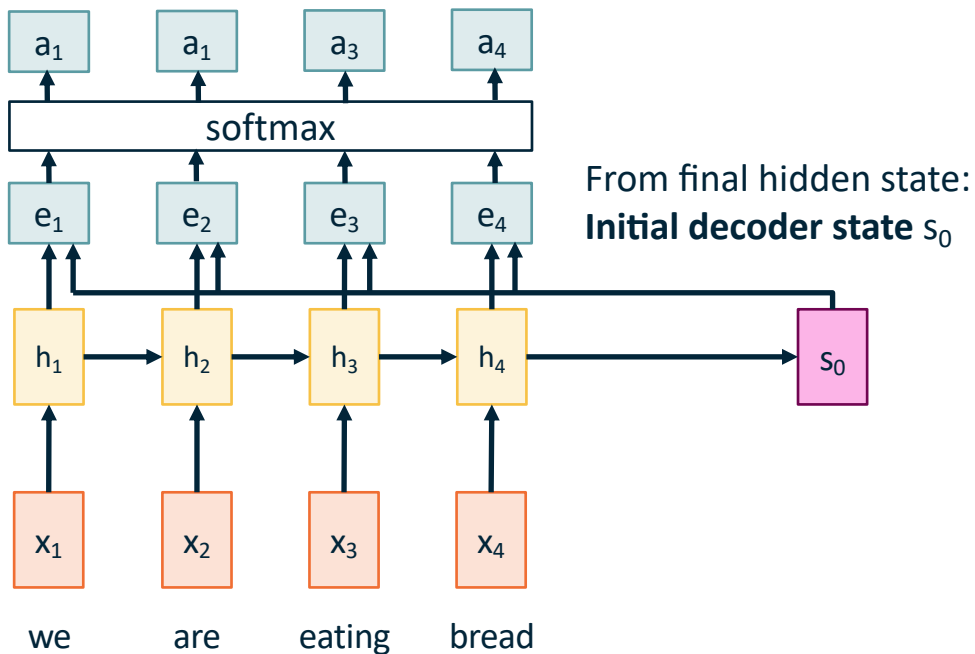 a₁ a₁ a₃ a₄
softmax
e₁ e₂ e₃ e₄
From final hidden state:
Initial decoder state s₀
h₁ h₂ h₃ h₄ s₀
x₁ x₂ x₃ x₄
we are eating bread